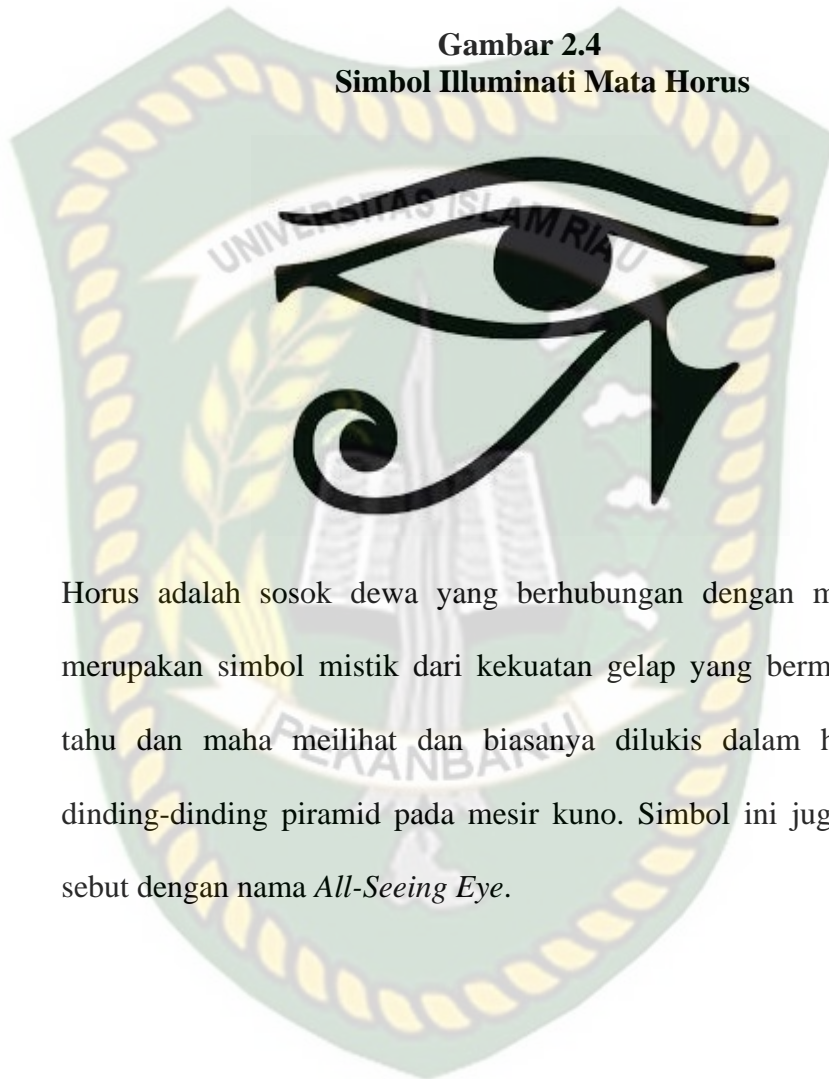 Gambar 2.4
Simbol Illuminati Mata Horus
UNIVERSITAS ISLAM RIAU
Horus adalah sosok dewa yang berhubungan dengan m
merupakan simbol mistik dari kekuatan gelap yang berm
tahu dan maha meilihat dan biasanya dilukis dalam h
PEKANBARU
dinding-dinding piramid pada mesir kuno. Simbol ini jug
sebut dengan nama All-Seeing Eye.